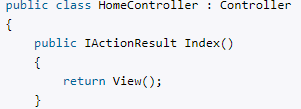 public class HomeController : Controller
{
    public IActionResult Index()
    {
        return View();
    }